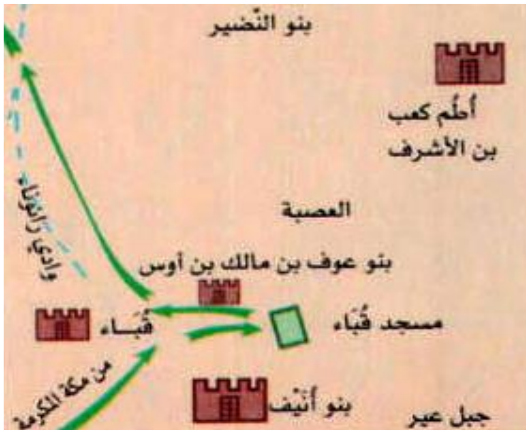 بنو النّضير
أُطُم كعب
بن الأشرف
العصبة
وادي رانوناء
بنو عوف بن مالك بن أوس
مسجد قُبَاء
قُبَــاء
من مكة المكرمة
بنو أُنَيْف
جبل عير